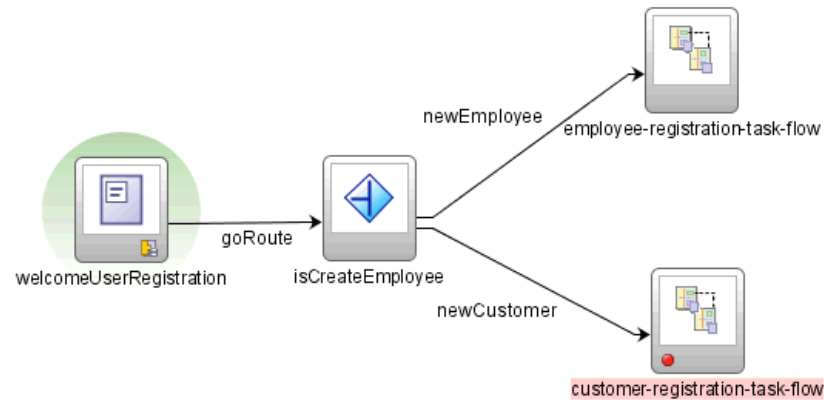 newEmployee
employee-registration-task-flow
goRoute
welcomeUserRegistration
isCreateEmployee
newCustomer
customer-registration-task-flow